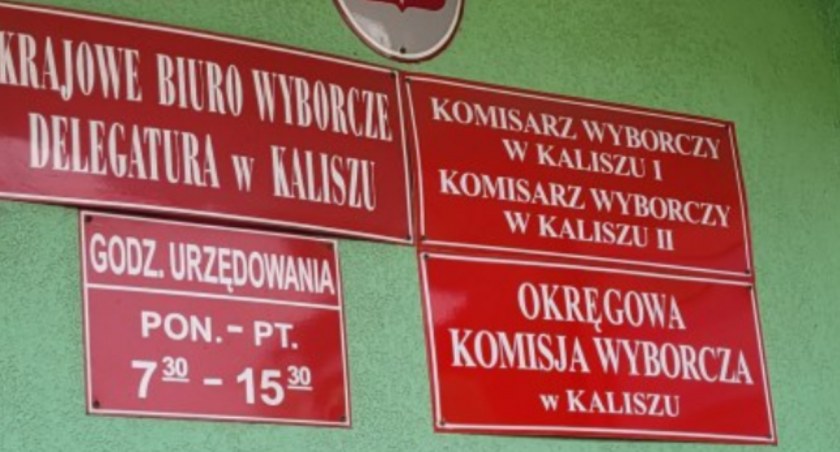 KRAJOWE BIURO WYBORCZE
DELEGATURA w KALISZU
KOMISARZ WYBORCZY
W KALISZU I
KOMISARZ WYBORCZY
W KALISZU II
GODZ. URZĘDOWANIA
PON. - PT.
7 30 - 15 30
OKRĘGOWA
KOMISJA WYBORCZA
w KALISZU